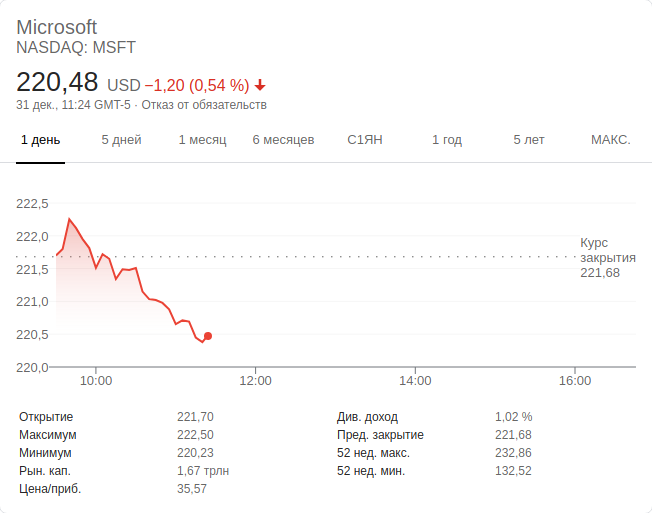 Microsoft
NASDAQ: MSFT
220,48 USD −1,20 (0,54 %)
31 дек., 11:24 GMT-5 · Отказ от обязательств
1 день 5 дней 1 месяц 6 месяцев С1ЯН 1 год 5 лет МАКС.
222,5
222,0
221,5
221,0
220,5
220,0
Курс
закрытия
221,68
10:00 12:00 14:00 16:00
Открытие 221,70 Див. доход 1,02 %
Максимум 222,50 Пред. закрытие 221,68
Минимум 220,23 52 нед. макс. 232,86
Рын. кап. 1,67 трлн 52 нед. мин. 132,52
Цена/приб. 35,57